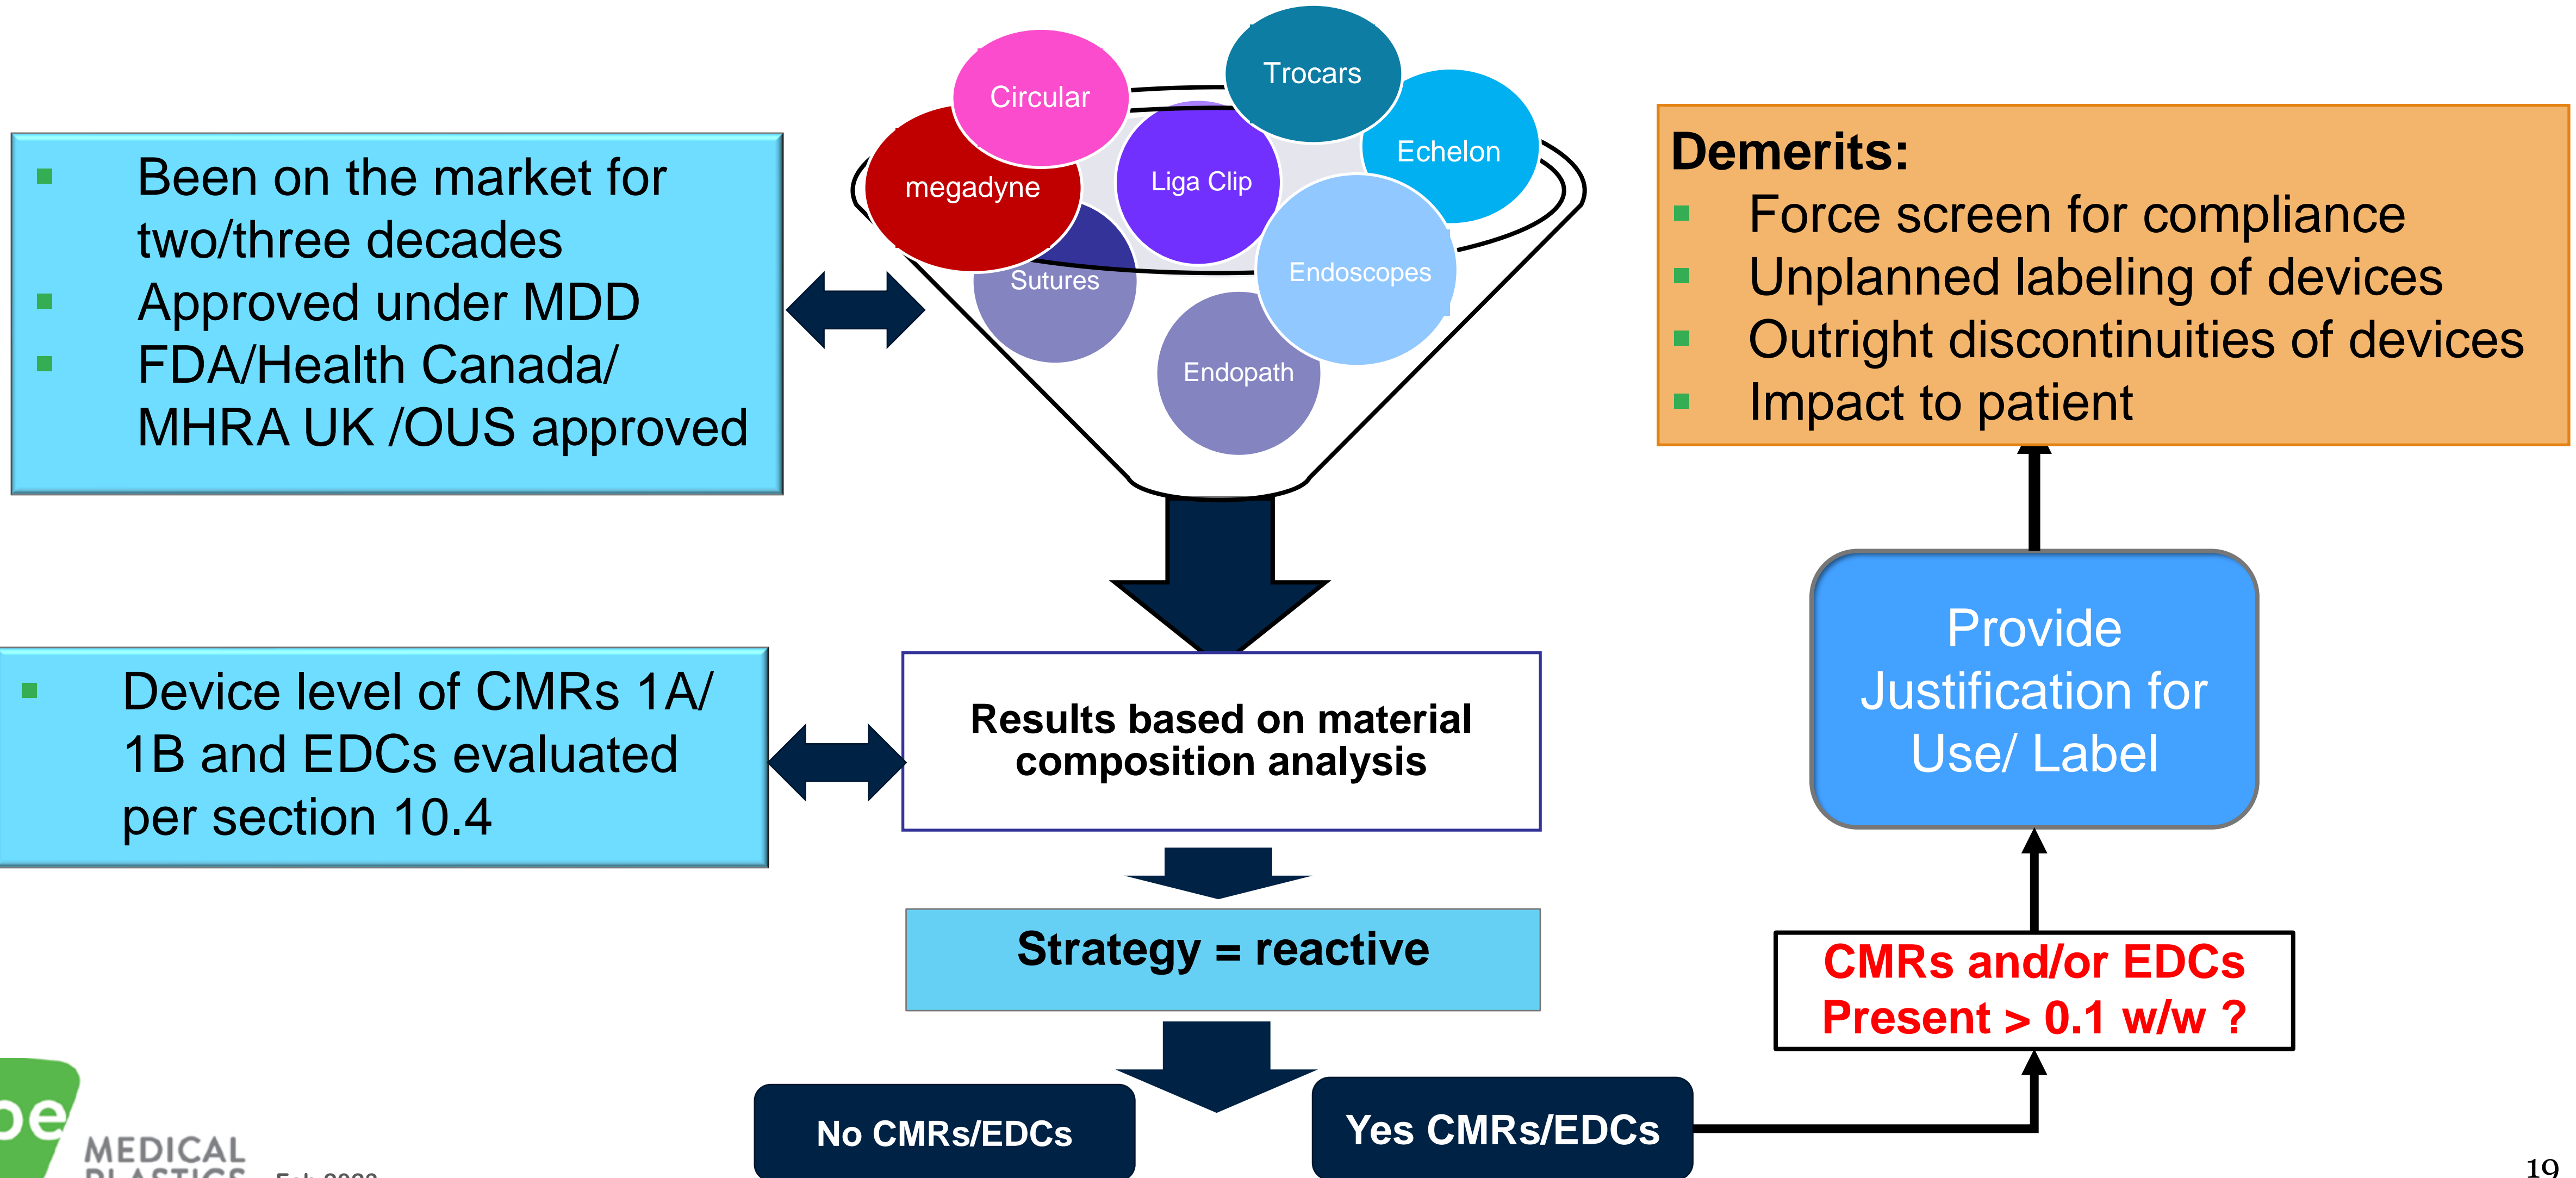 Circular
Trocars
Echelon
megadyne
Liga Clip
Sutures
Endoscopes
Endopath
▪ Been on the market for
two/three decades
▪ Approved under MDD
▪ FDA/Health Canada/
MHRA UK /OUS approved
Demerits:
▪ Force screen for compliance
▪ Unplanned labeling of devices
▪ Outright discontinuities of devices
▪ Impact to patient
▪ Device level of CMRs 1A/
1B and EDCs evaluated
per section 10.4
Results based on material
composition analysis
Strategy = reactive
No CMRs/EDCs
Yes CMRs/EDCs
CMRs and/or EDCs
Present > 0.1 w/w ?
Provide
Justification for
Use/ Label
MEDICAL
PLASTICS
19